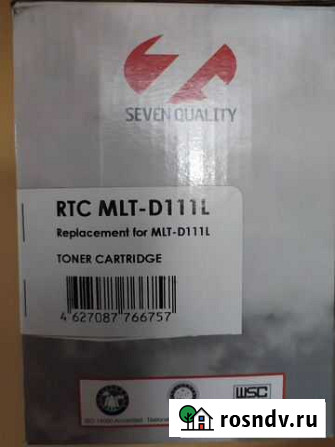 SEVEN QUALITY
RTC MLT-D111L
Replacement for MLT-D111L
TONER CARTRIDGE
4 627087 766757
WSC
rosndv.ru